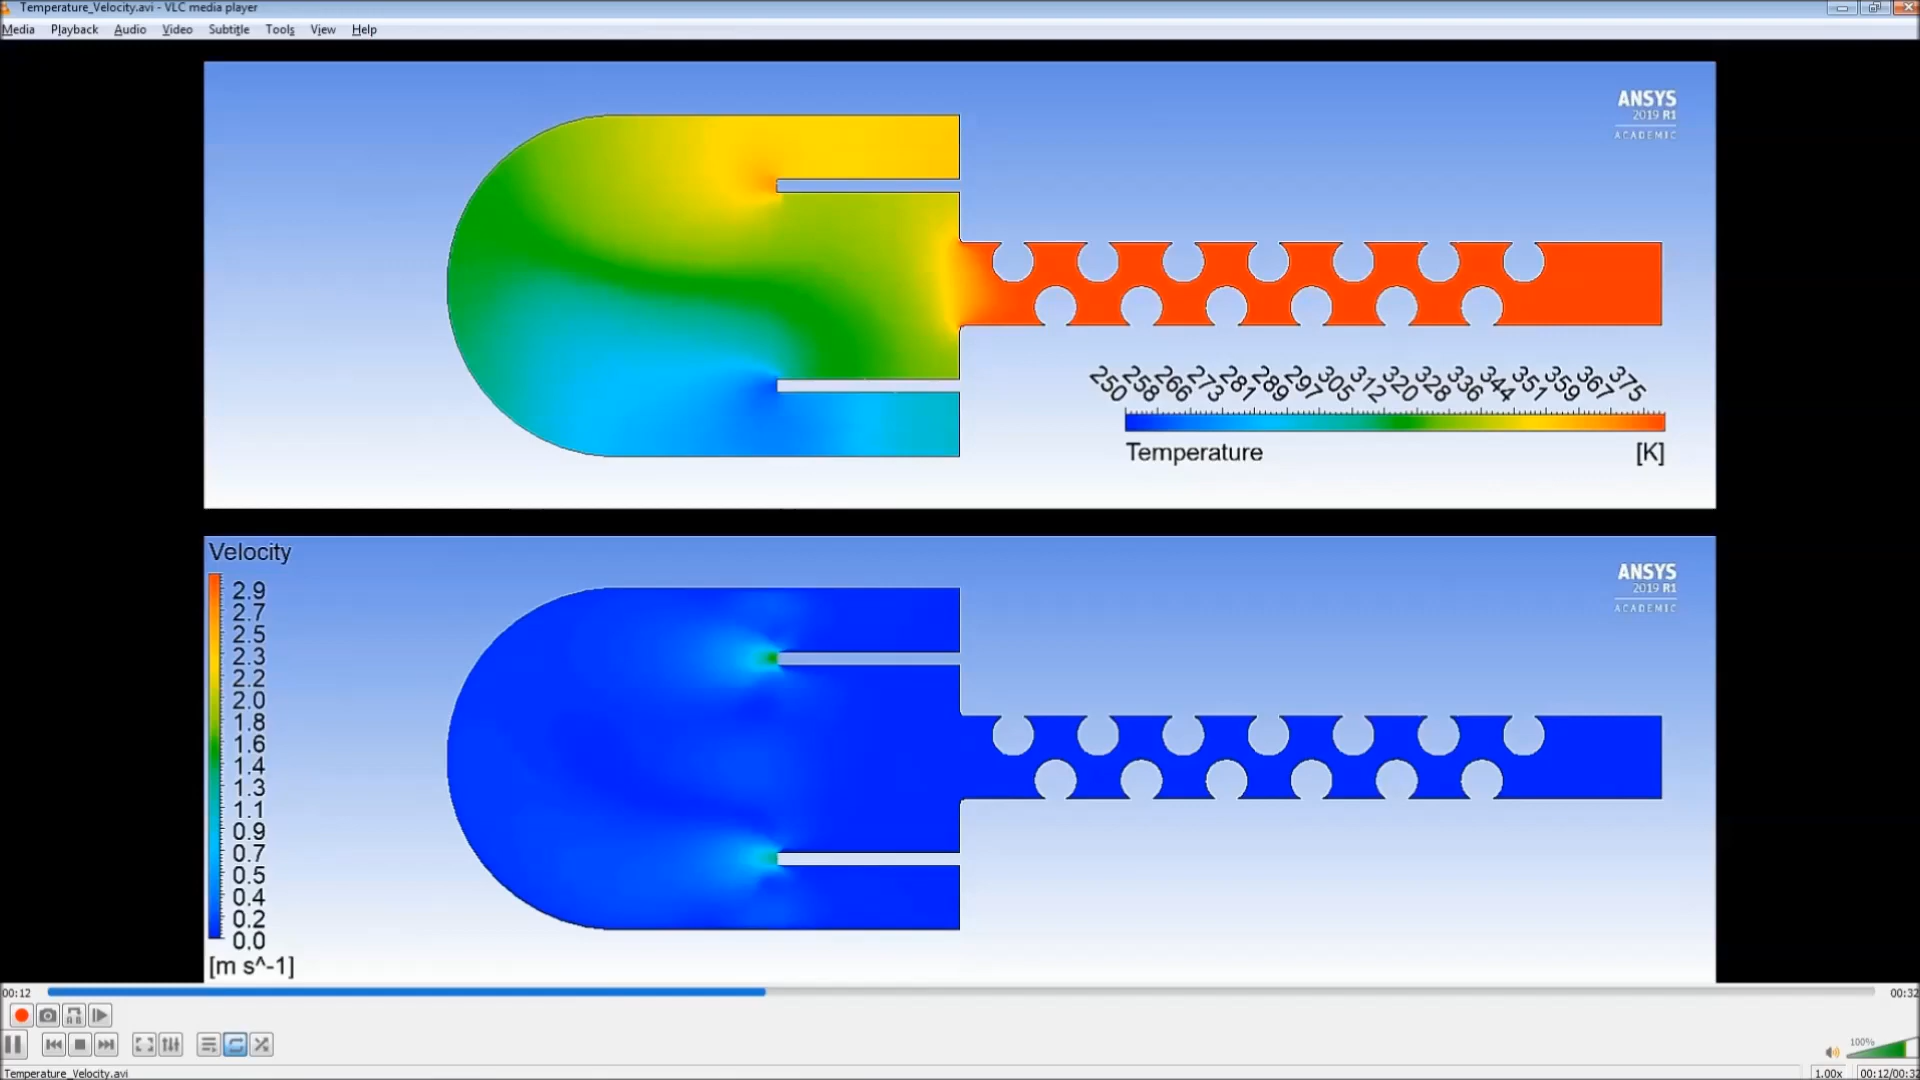 Temperature_Velocity.avi - VLC media player
Media Playback Audio Video Subtitle Tools View Help
ANSYS
2019 R1
ACADEMIC
250 258 266 273 281 289 297 305 312 320 328 336 344 351 359 367 375
Temperature [K]
Velocity
ANSYS
2019 R1
ACADEMIC
2.9
2.7
2.5
2.3
2.2
2.0
1.8
1.6
1.4
1.3
1.1
0.9
0.7
0.5
0.4
0.2
0.0
[m s^-1]
00:12 00:32
100%
Temperature_Velocity.avi 1.00x 00:12/00:32